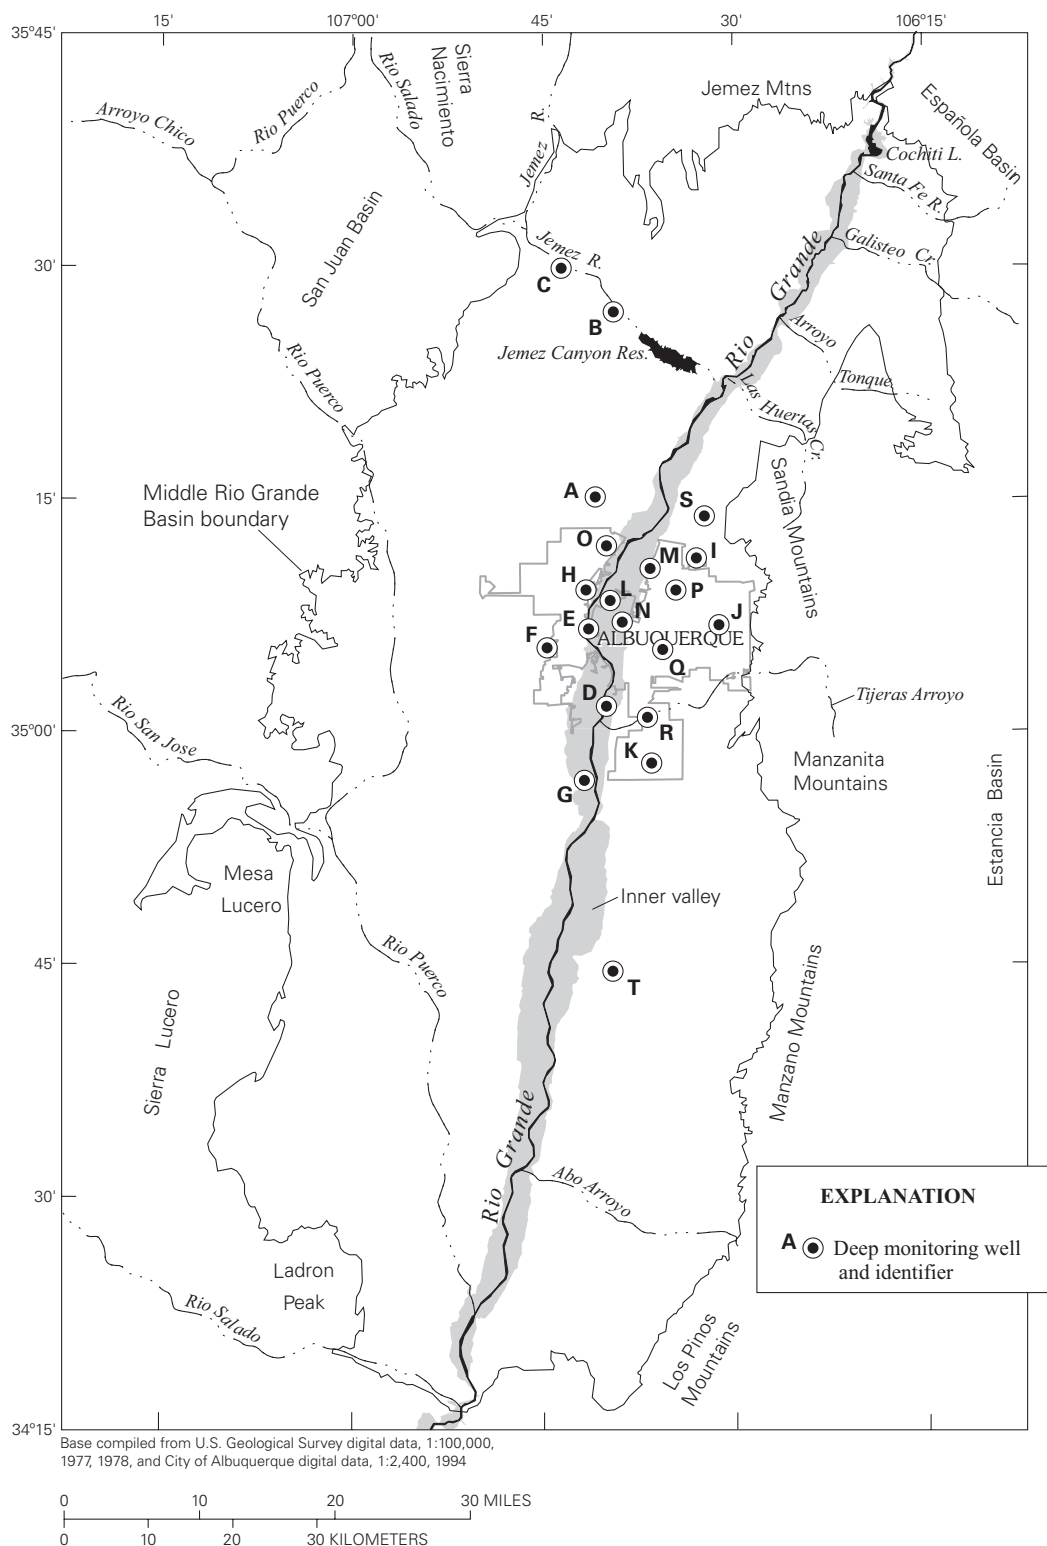 15'
107°00'
45'
30'
106°15'
35°45'
Sierra
Nacimiento
Rio Salado
Jemez Mtns
Española Basin
Arroyo Chico
Rio Puerco
Jemez R.
Cochiti L.
Santa Fe R.
San Juan Basin
Jemez R.
Galisteo Cr.
30'
C
Rio Grande
B
Arroyo
Tonque
Jemez Canyon Res.
Rio Puerco
Las Huertas Cr.
15'
Middle Rio Grande
Basin boundary
A
S
Sandia Mountains
O
M
I
H
L
P
E
N
J
F
ALBUQUERQUE
Q
D
Tijeras Arroyo
Rio San Jose
35°00'
R
K
Manzanita
Mountains
G
Estancia Basin
Mesa
Lucero
Inner valley
Rio Puerco
45'
T
Manzano Mountains
Sierra Lucero
Rio Grande
30'
Abo Arroyo
EXPLANATION
A Deep monitoring well
and identifier
Ladron
Peak
Rio Salado
Los Pinos
Mountains
34°15'
Base compiled from U.S. Geological Survey digital data, 1:100,000,
1977, 1978, and City of Albuquerque digital data, 1:2,400, 1994
0 10 20 30 MILES
0 10 20 30 KILOMETERS